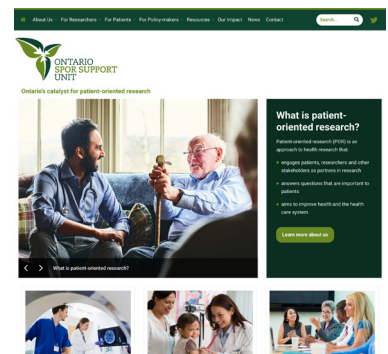 About Us
For Researchers
For Patients
For Policy-makers
Resources
Our Impact
News
Contact
Search...
ONTARIO
SPOR SUPPORT
UNIT
Ontario's catalyst for patient-oriented research
What is patient-
oriented research?
Patient-oriented research (POR) is an
approach to health research that:
engages patients, researchers and other
stakeholders as partners in research
answers questions that are important to
patients
aims to improve health and the health
care system
Learn more about us
What is patient-oriented research?